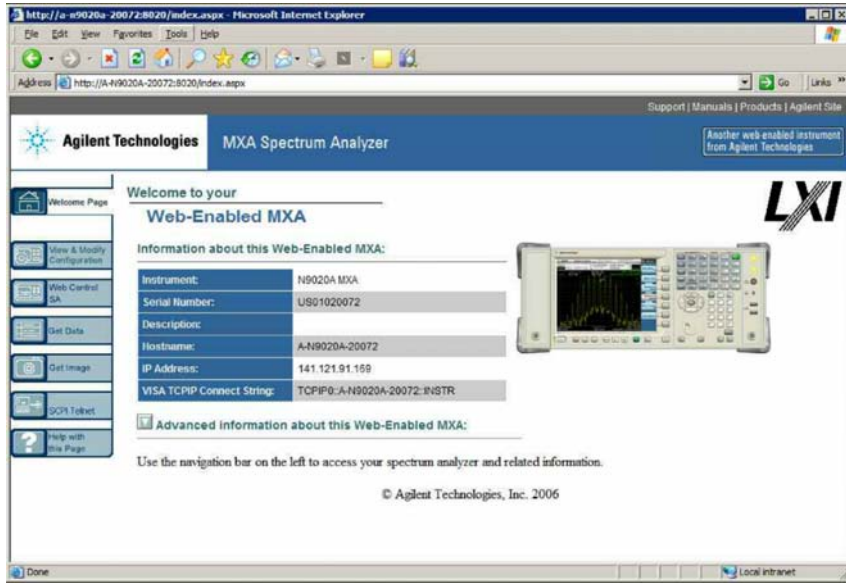 http://a-n9020a-20072:8020/index.aspx - Microsoft Internet Explorer
File Edit View Favorites Tools Help
Address http://A-N9020A-20072:8020/index.aspx Go Links »
Support | Manuals | Products | Agilent Site
Agilent Technologies MXA Spectrum Analyzer
Another web-enabled instrument
from Agilent Technologies
Welcome Page
View & Modify
Configuration
Web Control
SA
Get Data
Get Image
SCPI Telnet
Help with
this Page
Welcome to your
Web-Enabled MXA
LXI
Information about this Web-Enabled MXA:
Instrument: N9020A MXA
Serial Number: US01020072
Description:
Hostname: A-N9020A-20072
IP Address: 141.121.91.169
VISA TCPIP Connect String: TCPIP0::A-N9020A-20072::INSTR
Advanced information about this Web-Enabled MXA:
Use the navigation bar on the left to access your spectrum analyzer and related information.
© Agilent Technologies, Inc. 2006
Done Local intranet